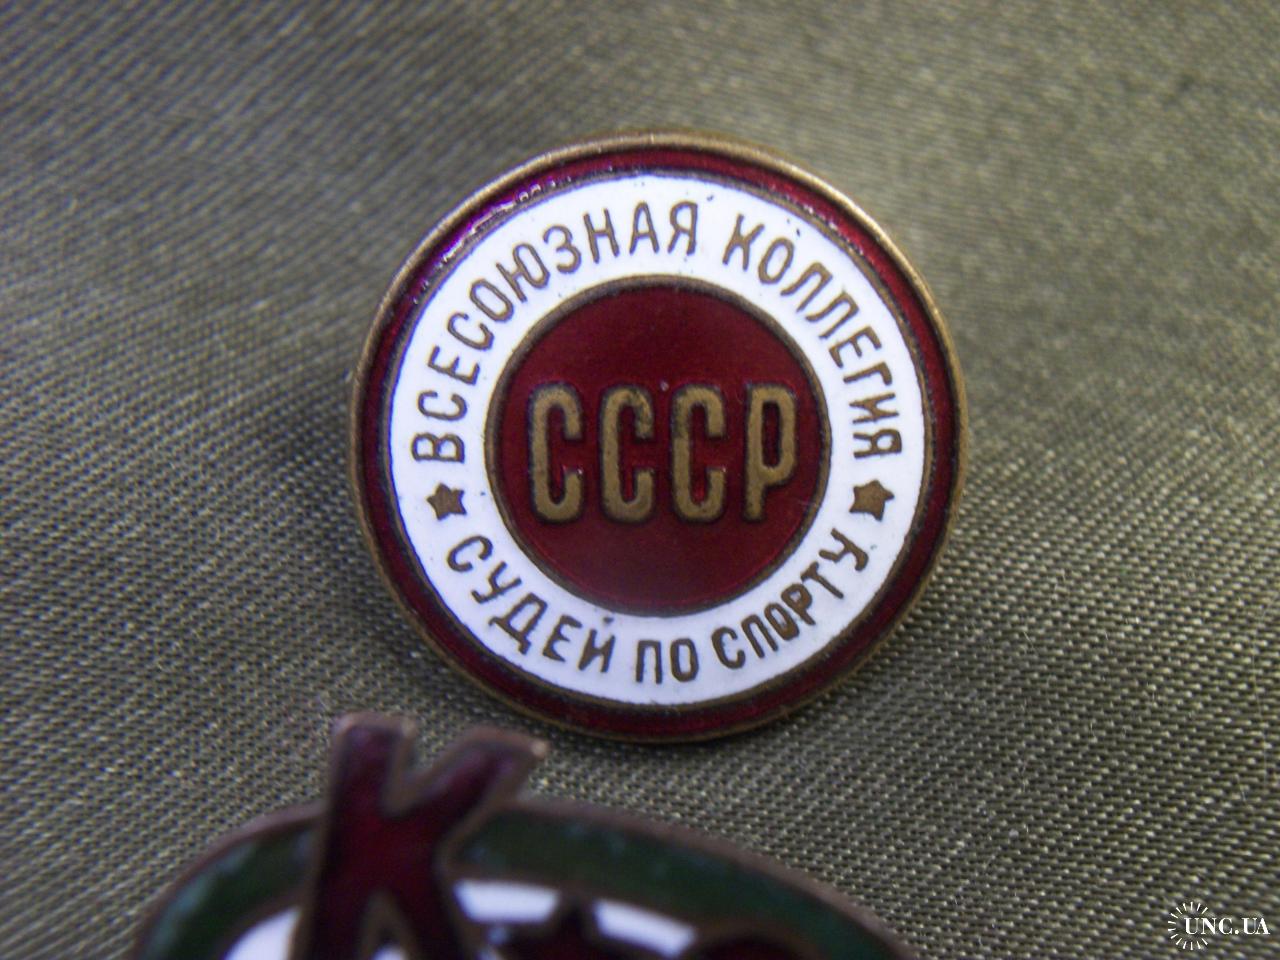 ВСЕСОЮЗНАЯ КОЛЛЕГИЯ
СССР
СУДЕЙ ПО СПОРТУ
К
UNC.UA